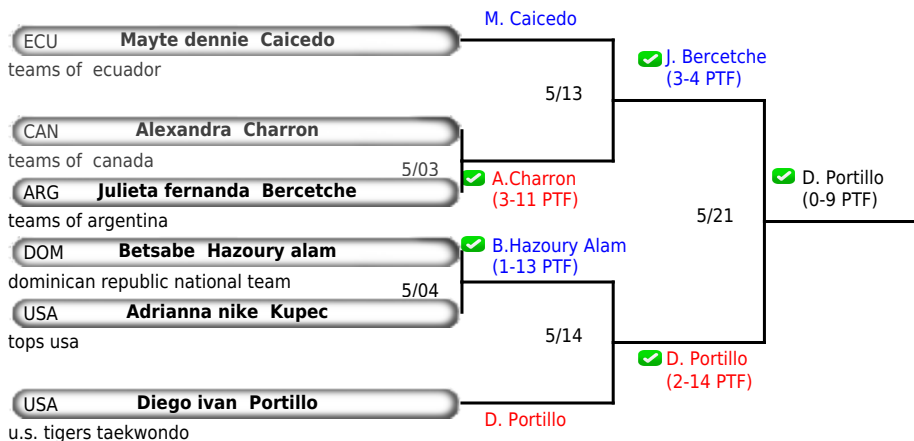 M. Caicedo
ECU Mayte dennie Caicedo
teams of ecuador
J. Bercetche
(3-4 PTF)
5/13
CAN Alexandra Charron
teams of canada
5/03
A.Charron
(3-11 PTF)
ARG Julieta fernanda Bercetche
teams of argentina
D. Portillo
(0-9 PTF)
5/21
DOM Betsabe Hazoury alam
dominican republic national team
B.Hazoury Alam
(1-13 PTF)
5/04
USA Adrianna nike Kupec
tops usa
5/14
D. Portillo
(2-14 PTF)
USA Diego ivan Portillo
u.s. tigers taekwondo
D. Portillo